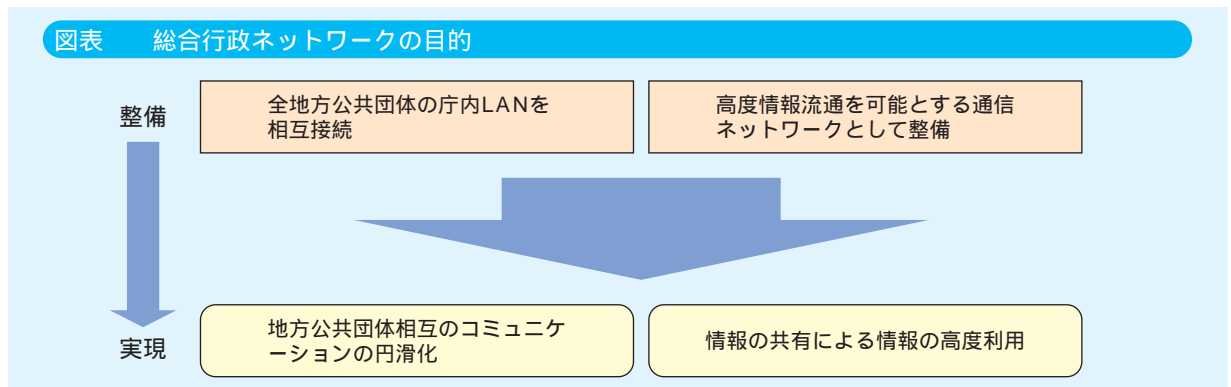 図表 総合行政ネットワークの目的
整備
全地方公共団体の庁内LANを
相互接続
高度情報流通を可能とする通信
ネットワークとして整備
実現
地方公共団体相互のコミュニケ
ーションの円滑化
情報の共有による情報の高度利用